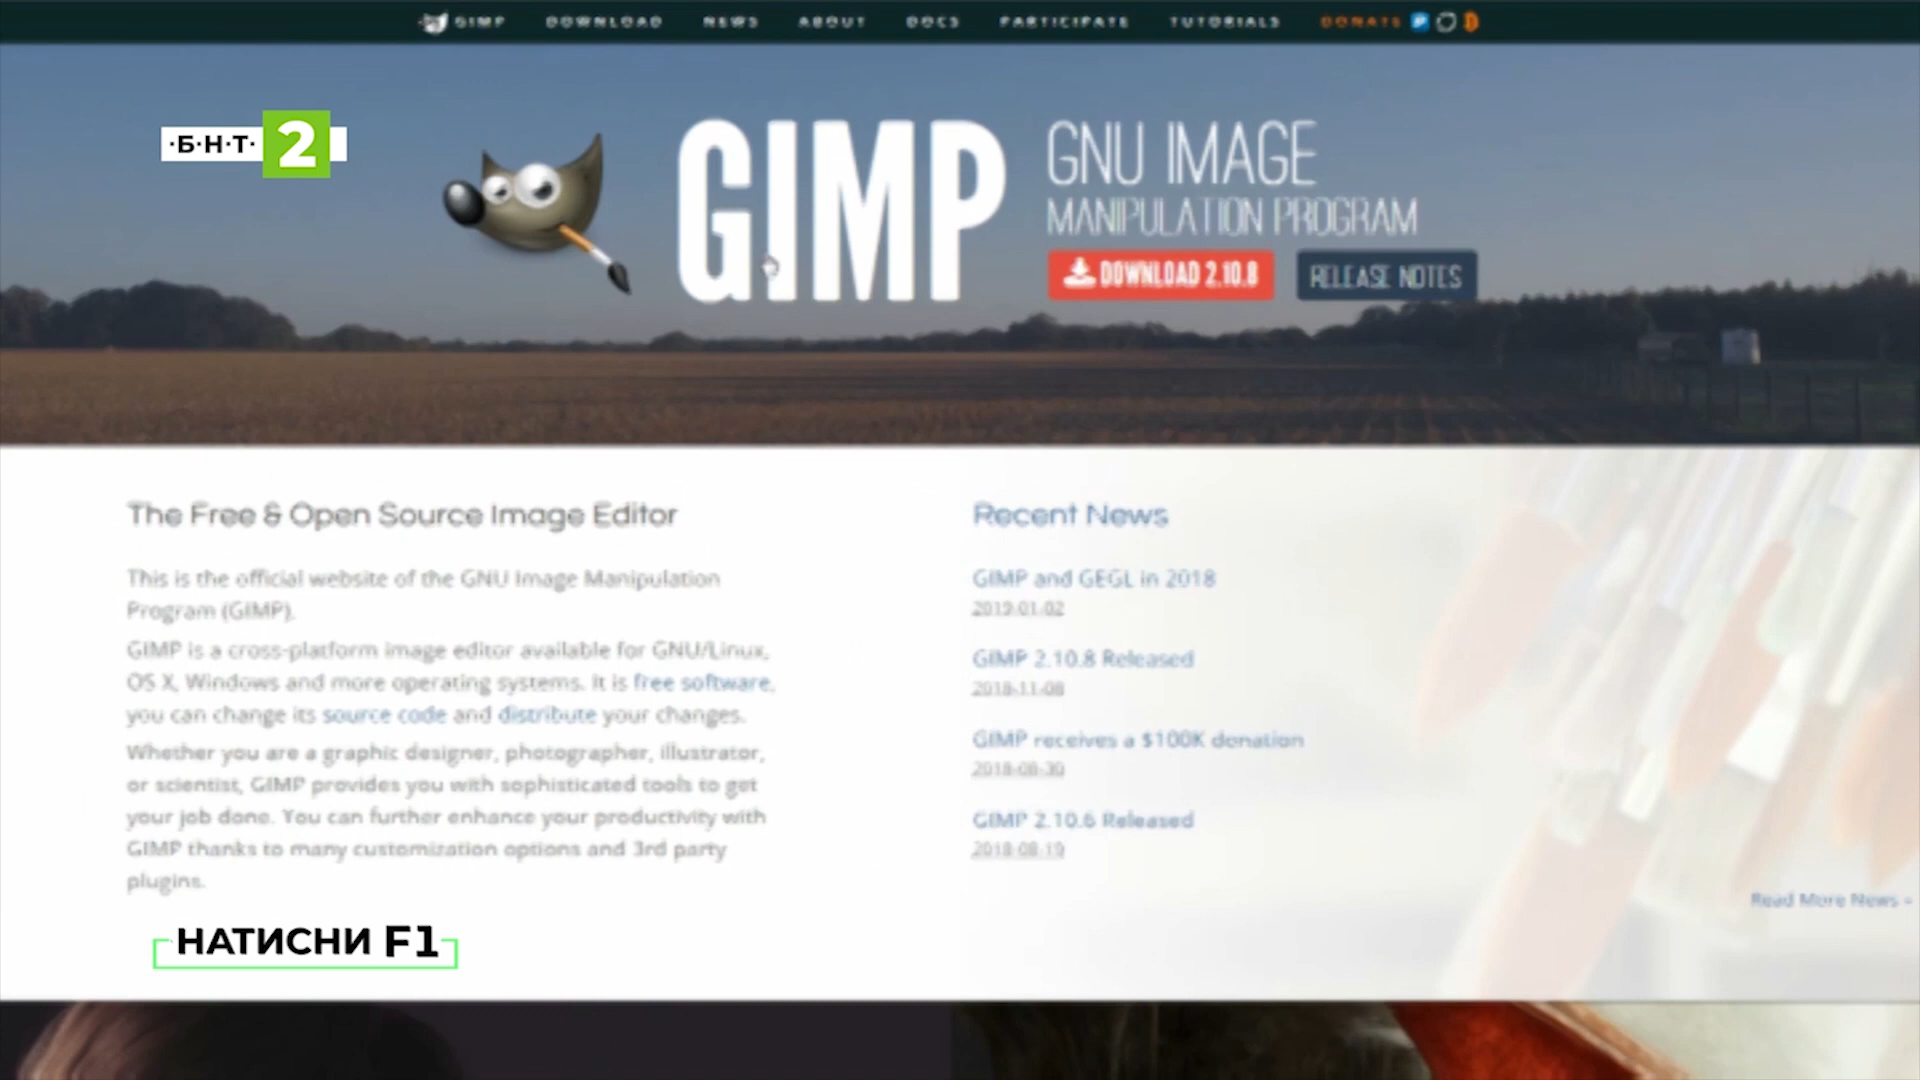 GIMP DOWNLOAD NEWS ABOUT DOCS PARTICIPATE TUTORIALS DONATE
·Б·Н·Т· 2
GIMP
GNU IMAGE
MANIPULATION PROGRAM
DOWNLOAD 2.10.8
RELEASE NOTES
The Free & Open Source Image Editor
This is the official website of the GNU Image Manipulation
Program (GIMP).
GIMP is a cross-platform image editor available for GNU/Linux,
OS X, Windows and more operating systems. It is free software,
you can change its source code and distribute your changes.
Whether you are a graphic designer, photographer, illustrator,
or scientist, GIMP provides you with sophisticated tools to get
your job done. You can further enhance your productivity with
GIMP thanks to many customization options and 3rd party
plugins.
Recent News
GIMP and GEGL in 2018
2019-01-02
GIMP 2.10.8 Released
2018-11-08
GIMP receives a $100K donation
2018-08-30
GIMP 2.10.6 Released
2018-08-19
Read More News »
НАТИСНИ F1